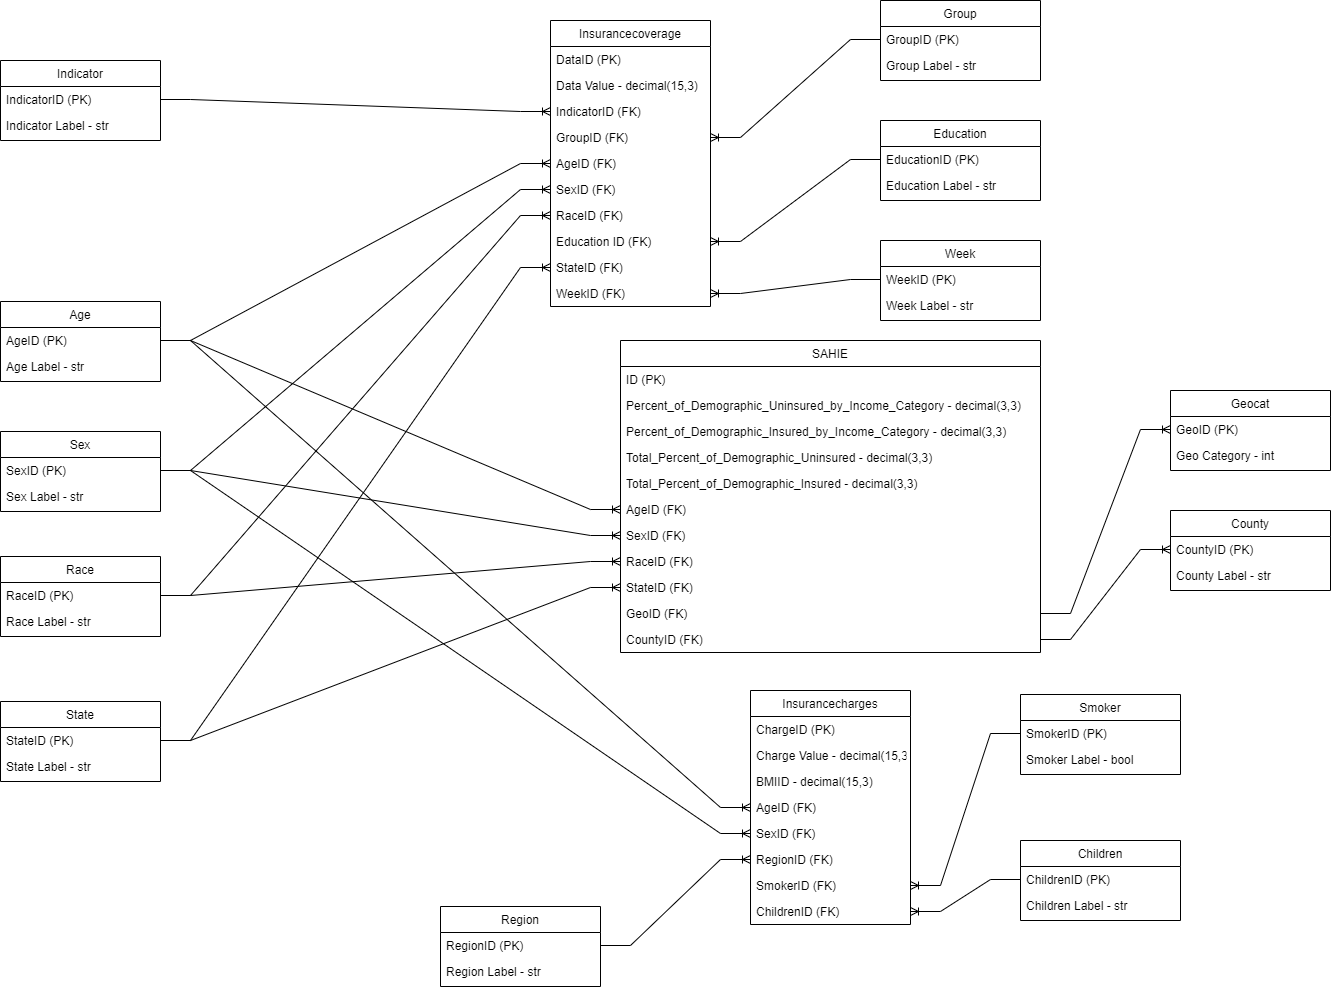 Indicator
IndicatorID (PK)
Indicator Label - str
Insurancecoverage
DataID (PK)
Data Value - decimal(15,3)
IndicatorID (FK)
GroupID (FK)
AgeID (FK)
SexID (FK)
RaceID (FK)
Education ID (FK)
StateID (FK)
WeekID (FK)
Group
GroupID (PK)
Group Label - str
Education
EducationID (PK)
Education Label - str
Week
WeekID (PK)
Week Label - str
Age
AgeID (PK)
Age Label - str
Sex
SexID (PK)
Sex Label - str
Race
RaceID (PK)
Race Label - str
State
StateID (PK)
State Label - str
SAHIE
ID (PK)
Percent_of_Demographic_Uninsured_by_Income_Category - decimal(3,3)
Percent_of_Demographic_Insured_by_Income_Category - decimal(3,3)
Total_Percent_of_Demographic_Uninsured - decimal(3,3)
Total_Percent_of_Demographic_Insured - decimal(3,3)
AgeID (FK)
SexID (FK)
RaceID (FK)
StateID (FK)
GeoID (FK)
CountyID (FK)
Geocat
GeoID (PK)
Geo Category - int
County
CountyID (PK)
County Label - str
Insurancecharges
ChargeID (PK)
Charge Value - decimal(15,3
BMIID - decimal(15,3)
AgeID (FK)
SexID (FK)
RegionID (FK)
SmokerID (FK)
ChildrenID (FK)
Smoker
SmokerID (PK)
Smoker Label - bool
Children
ChildrenID (PK)
Children Label - str
Region
RegionID (PK)
Region Label - str